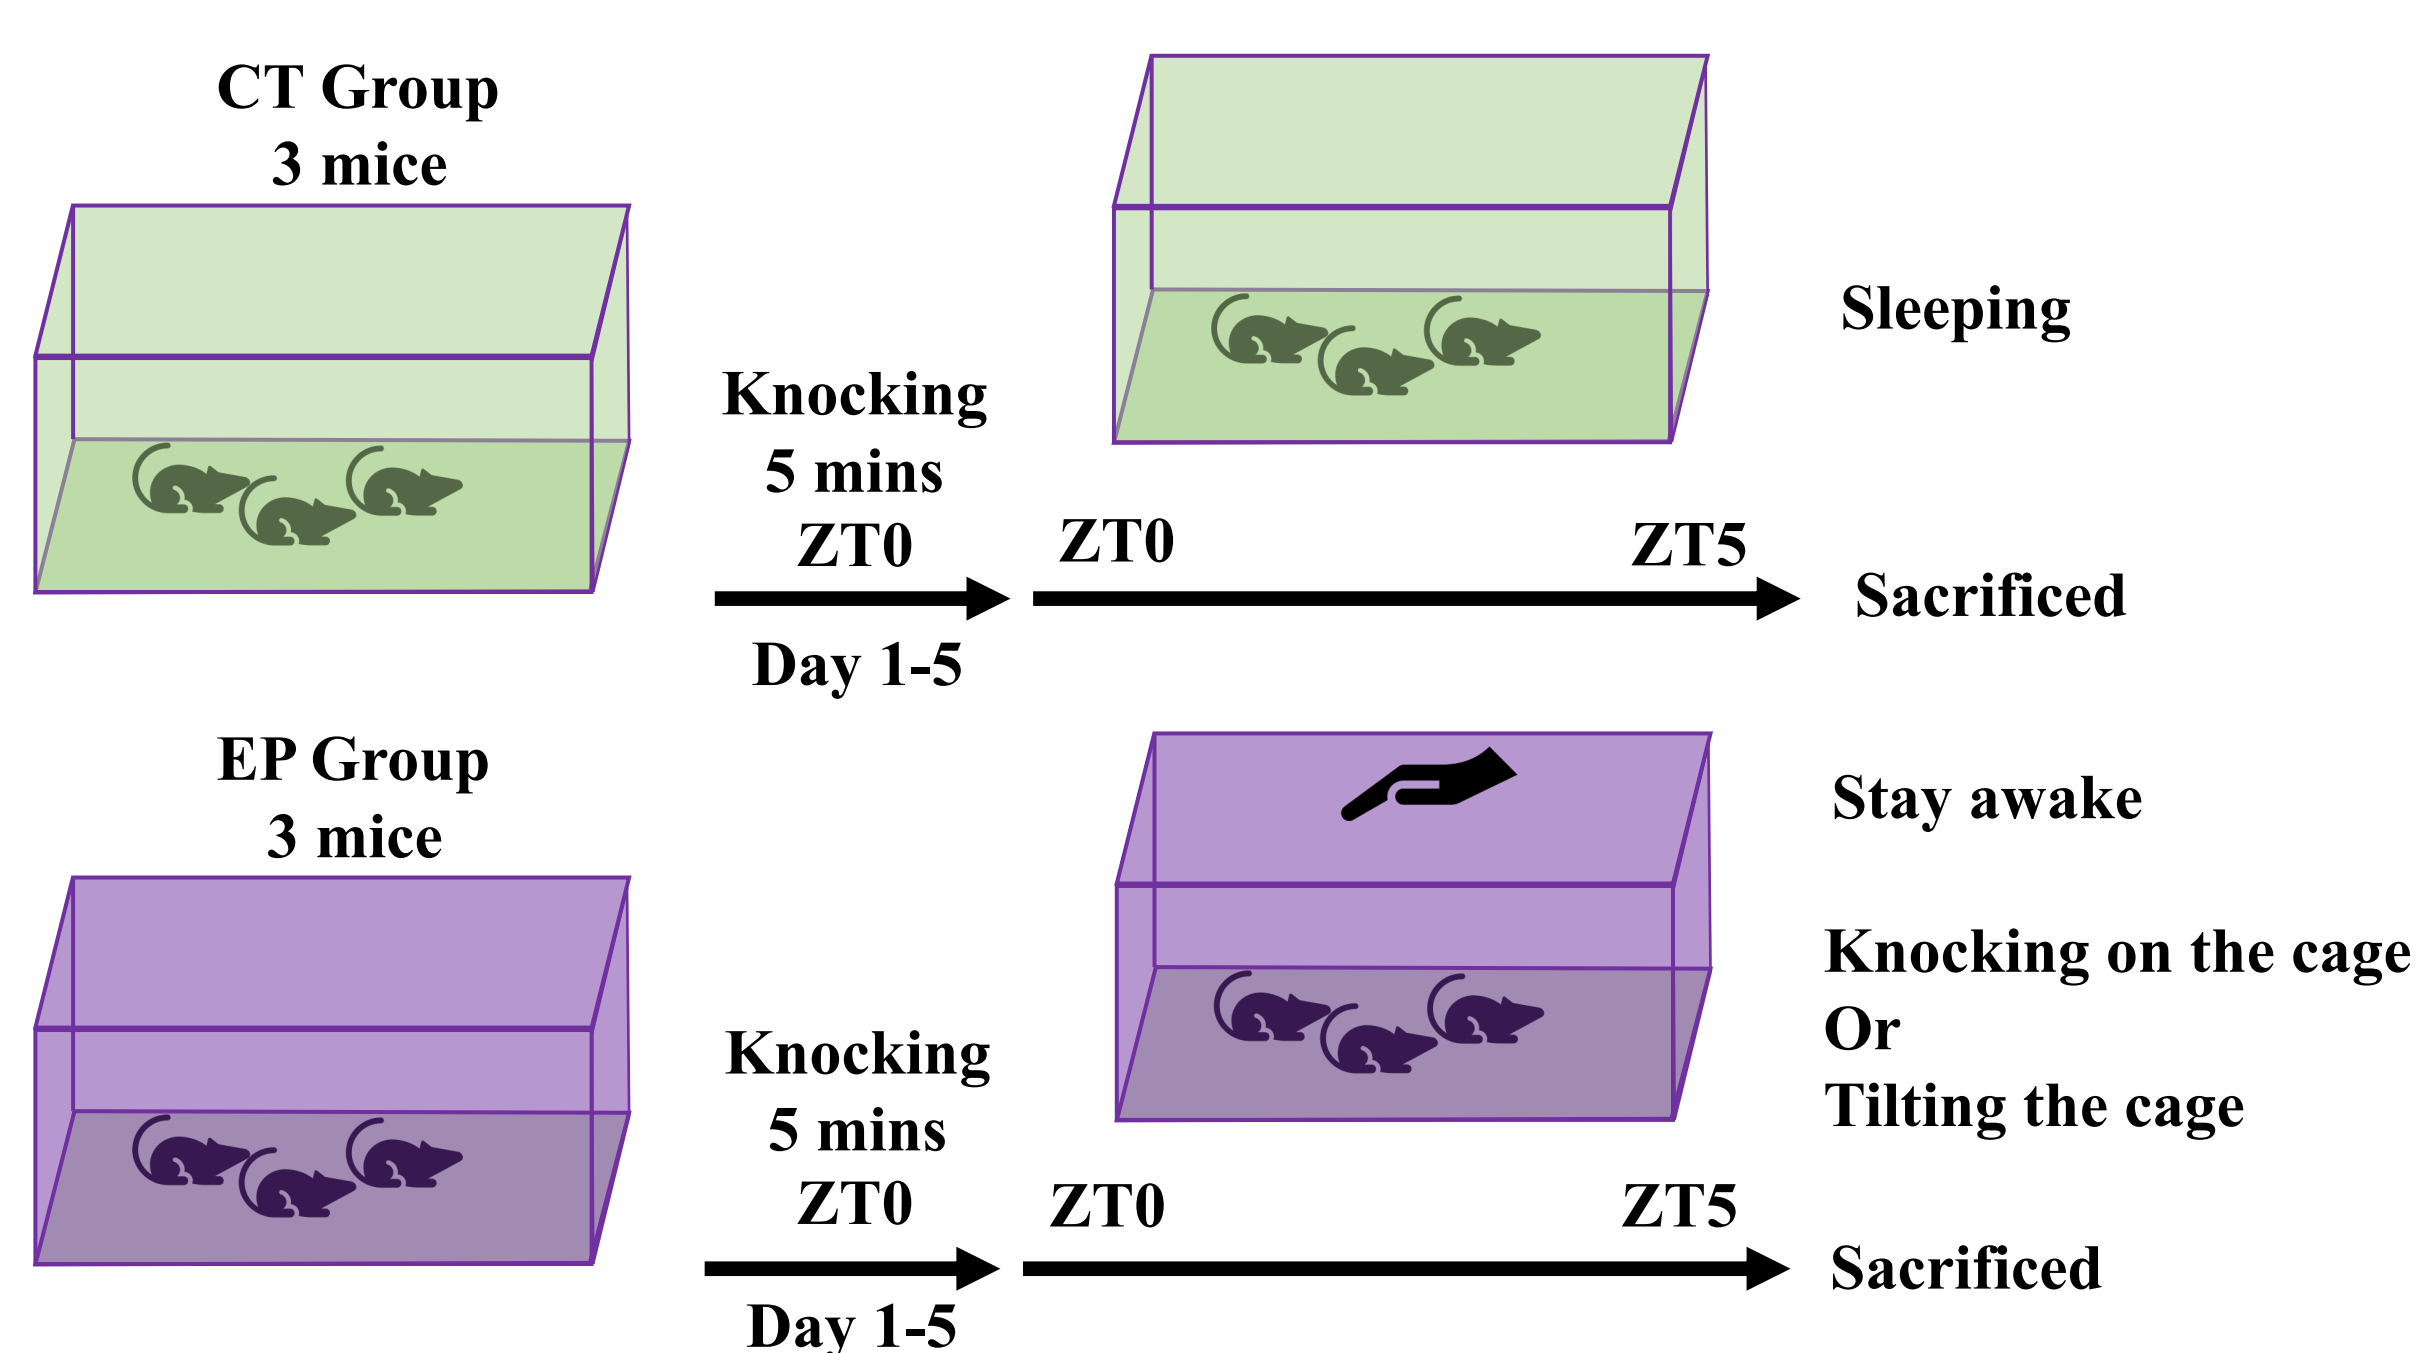 CT Group
3 mice
Knocking
5 mins
ZT0
Day 1-5
ZT0
ZT5
Sleeping
Sacrificed
EP Group
3 mice
Knocking
5 mins
ZT0
Day 1-5
ZT0
ZT5
Stay awake
Knocking on the cage
Or
Tilting the cage
Sacrificed